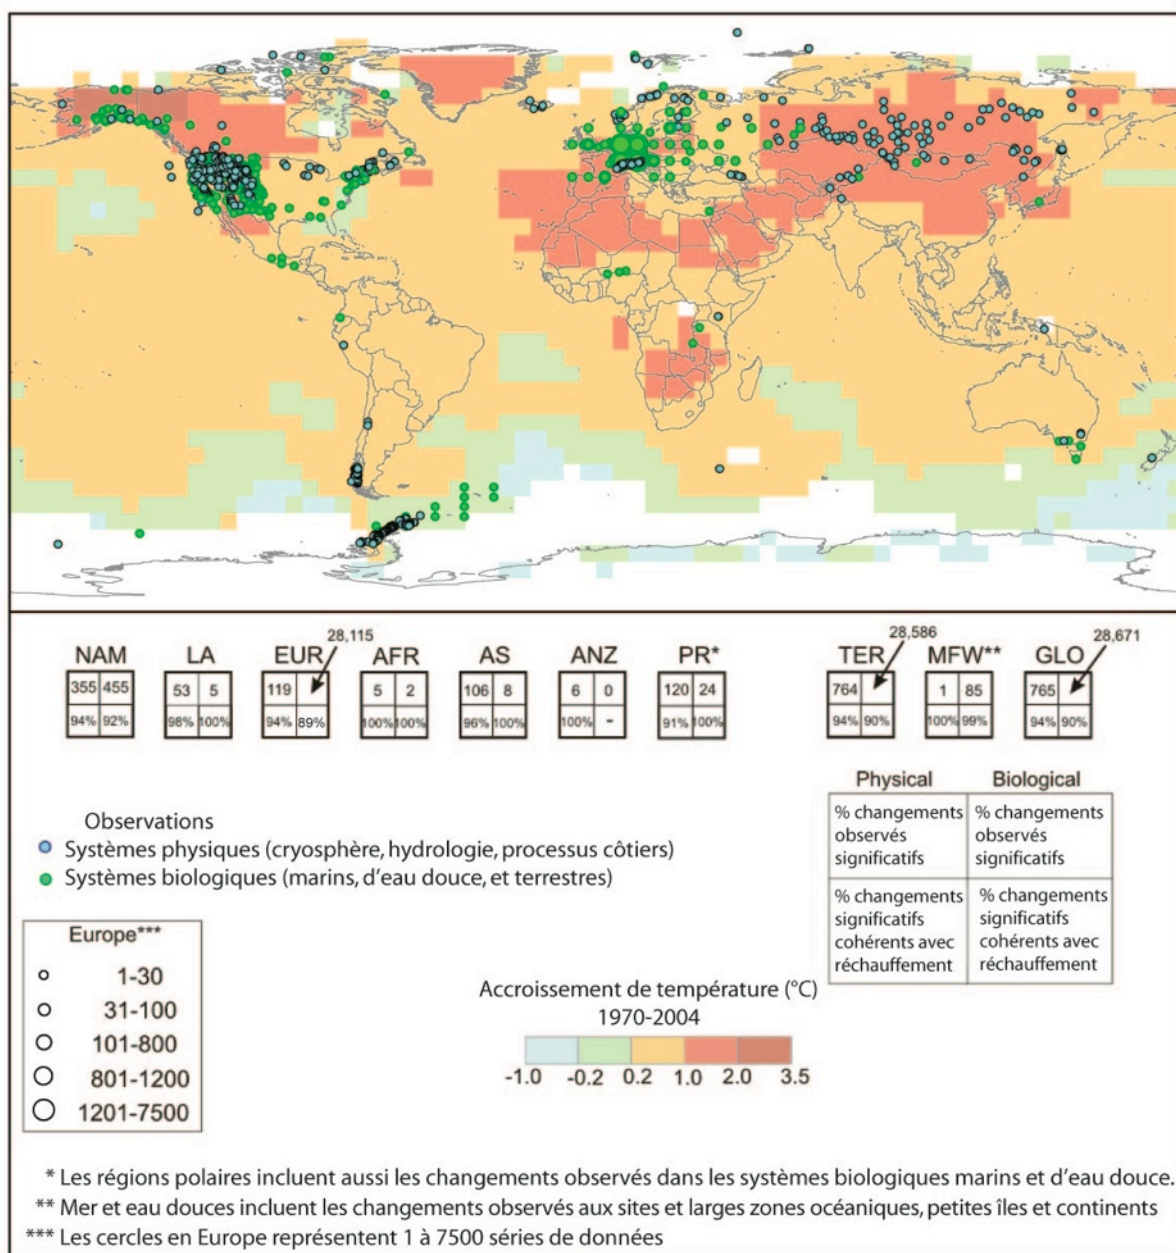 28,115
28,586
28,671
NAM LA EUR AFR AS ANZ PR* TER MFW** GLO
355 455 53 5 119 5 2 106 8 6 0 120 24 764 1 85 765
94% 92% 98% 100% 94% 89% 100% 100% 96% 100% 100% - 91% 100% 94% 90% 100% 99% 94% 90%
Physical Biological
% changements
observés
significatifs
% changements
observés
significatifs
% changements
significatifs
cohérents avec
réchauffement
% changements
significatifs
cohérents avec
réchauffement
Observations
Systèmes physiques (cryosphère, hydrologie, processus côtiers)
Systèmes biologiques (marins, d'eau douce, et terrestres)
Europe***
1-30
31-100
101-800
801-1200
1201-7500
Accroissement de température (°C)
1970-2004
-1.0 -0.2 0.2 1.0 2.0 3.5
* Les régions polaires incluent aussi les changements observés dans les systèmes biologiques marins et d'eau douce.
** Mer et eau douces incluent les changements observés aux sites et larges zones océaniques, petites îles et continents
*** Les cercles en Europe représentent 1 à 7500 séries de données